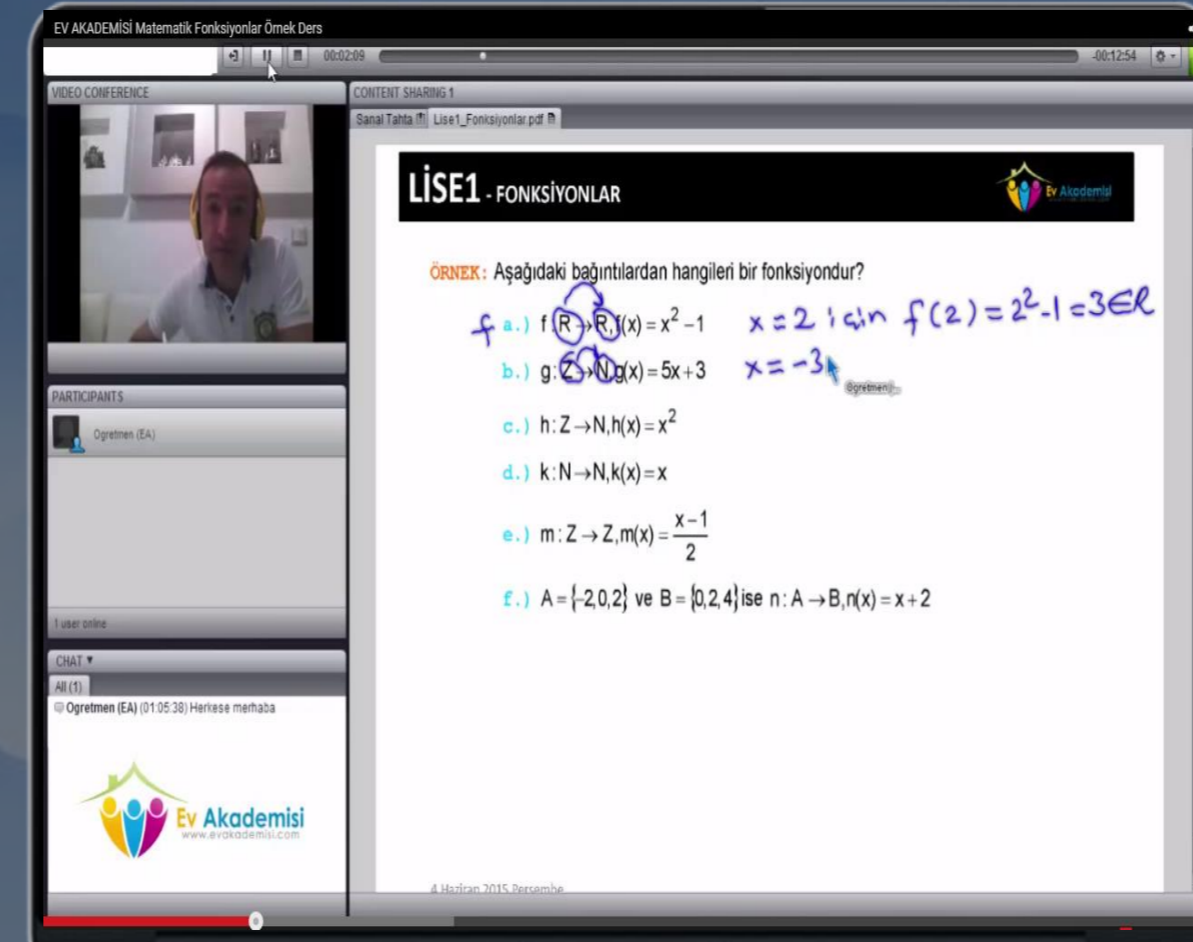 EV AKADEMİSİ Matematik Fonksiyonlar Örnek Ders
00:02:09
-00:12:54
VIDEO CONFERENCE
CONTENT SHARING 1
Sanal Tahta
Lise1_Fonksiyonlar.pdf
LİSE1 - FONKSİYONLAR
Ev Akademisi
ÖRNEK: Aşağıdaki bağıntılardan hangileri bir fonksiyondur?
f a.) f:R→R,f(x)=x²−1 x=2 için f(2)=2²-1=3∈R
b.) g:Z→N,g(x)=5x+3 x=-3
Ogretmen (...
c.) h:Z→N,h(x)=x²
d.) k:N→N,k(x)=x
e.) m:Z→Z,m(x)=(x−1)/2
f.) A={−2,0,2} ve B={0,2,4} ise n:A→B,n(x)=x+2
4 Haziran 2015 Perşembe
PARTICIPANTS
Ogretmen (EA)
1 user online
CHAT
All (1)
Ogretmen (EA) (01:05:38) Herkese merhaba
Ev Akademisi
www.evakademisi.com